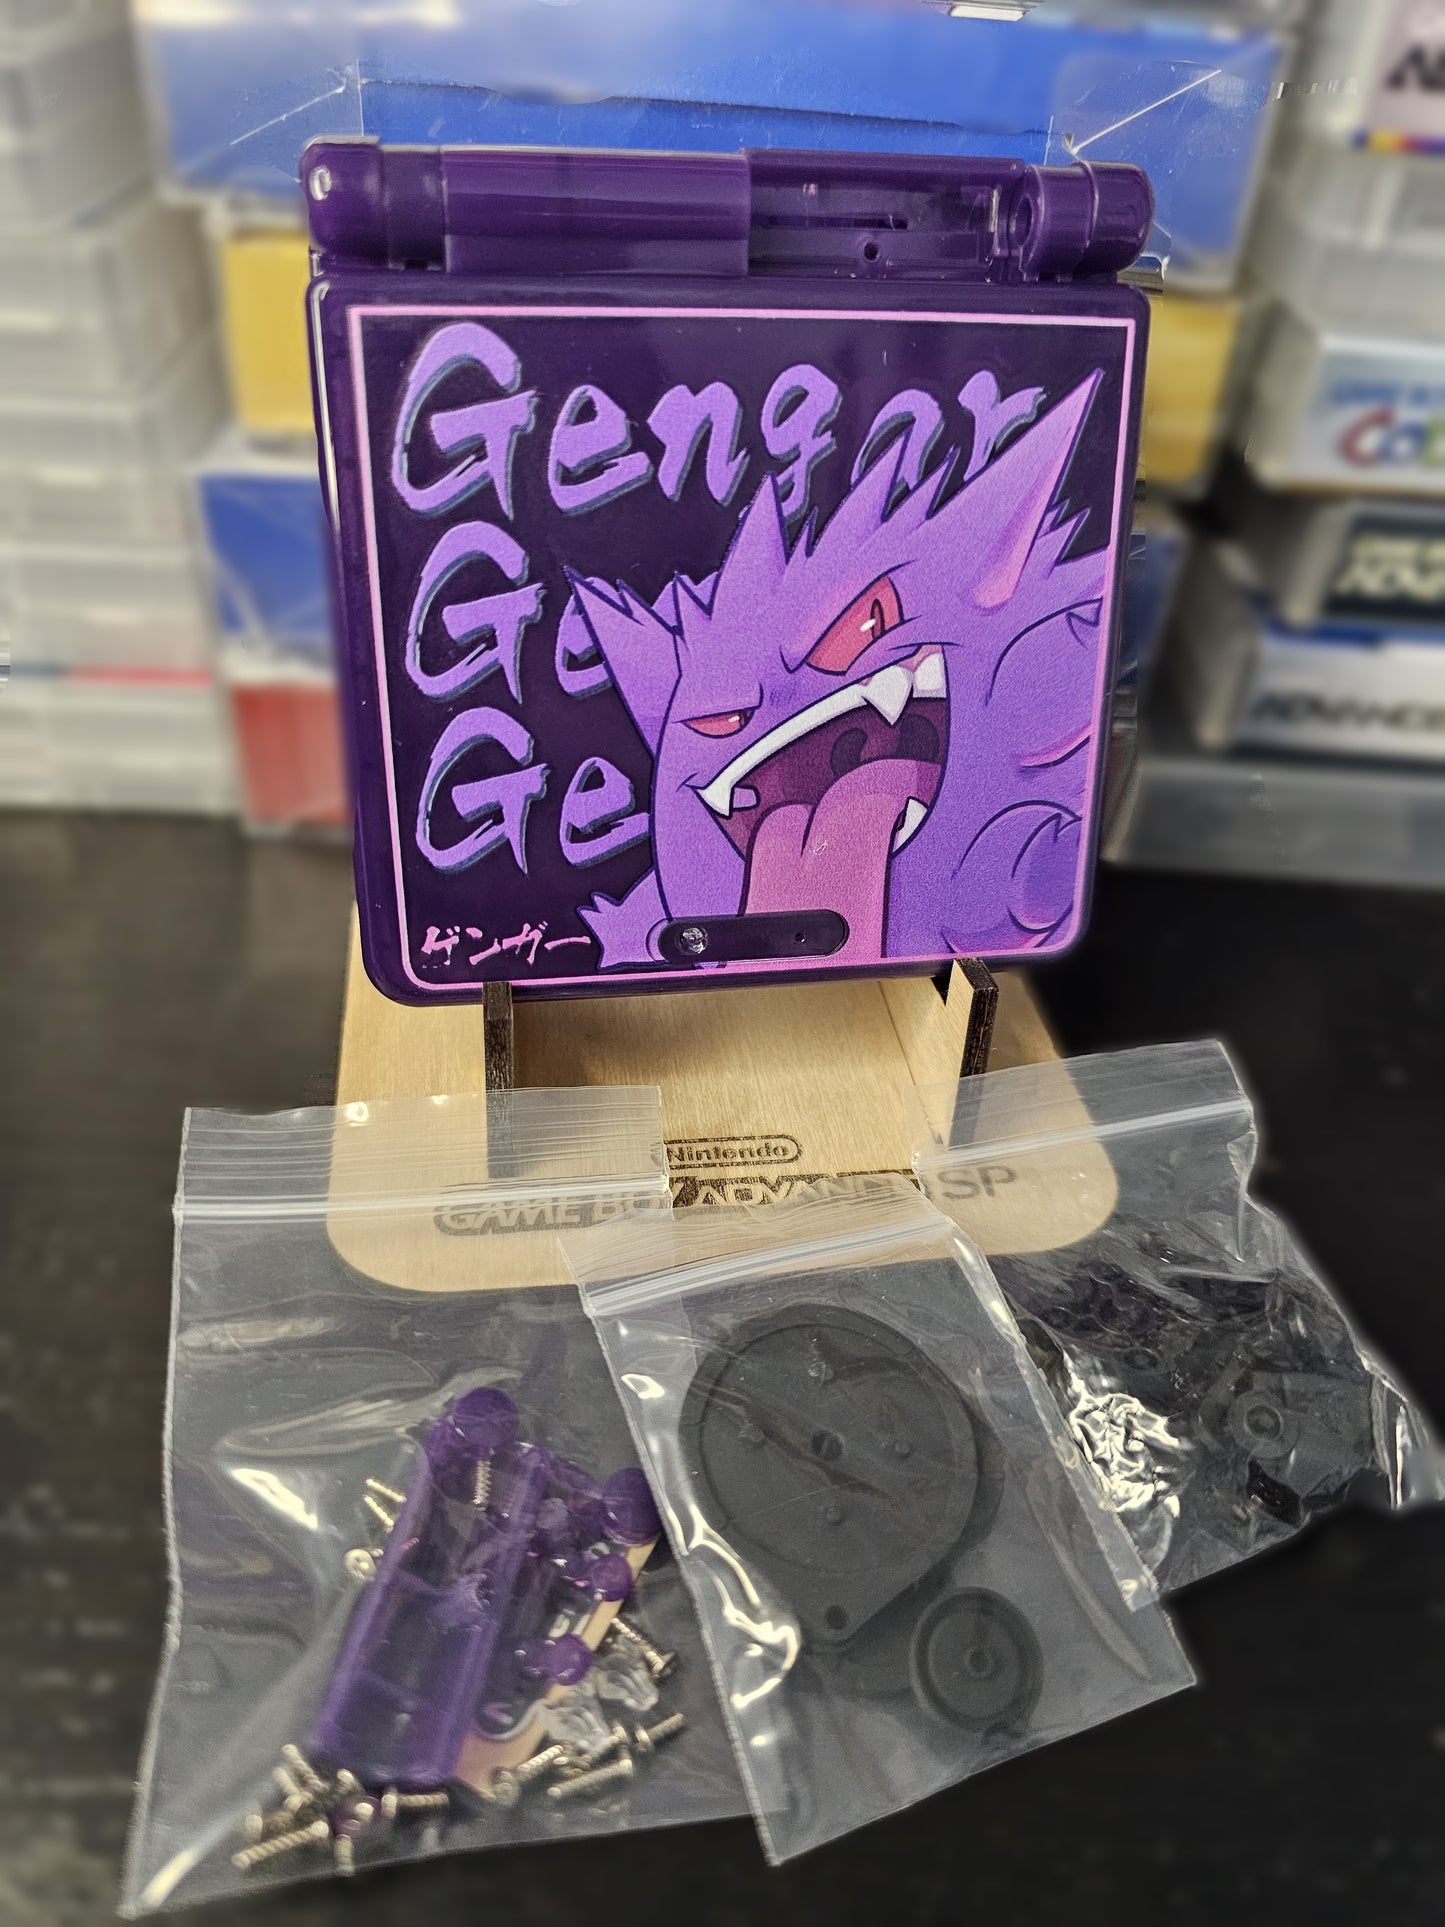 Gengar
Ge
Ge
ゲンガー
Nintendo
GAME BOY ADVANCE SP